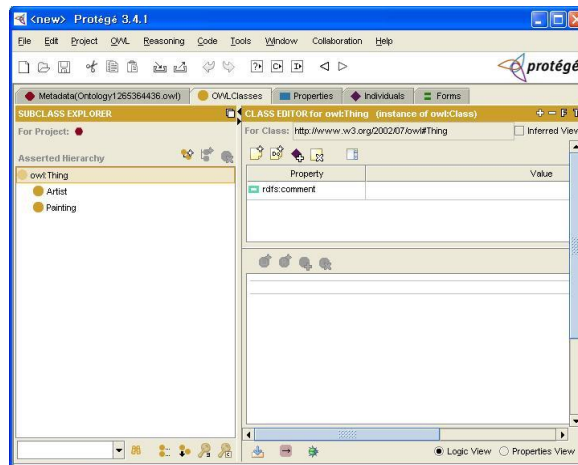 <new> Protégé 3.4.1
File Edit Project OWL Reasoning Code Tools Window Collaboration Help
protégé
Metadata(Ontology1265364436.owl) OWLClasses Properties Individuals Forms
SUBCLASS EXPLORER
CLASS EDITOR for owl:Thing (instance of owl:Class)
For Project:
For Class: http://www.w3.org/2002/07/owl#Thing
Inferred View
Asserted Hierarchy
owl:Thing
Artist
Painting
Property Value
rdfs:comment
Logic View Properties View